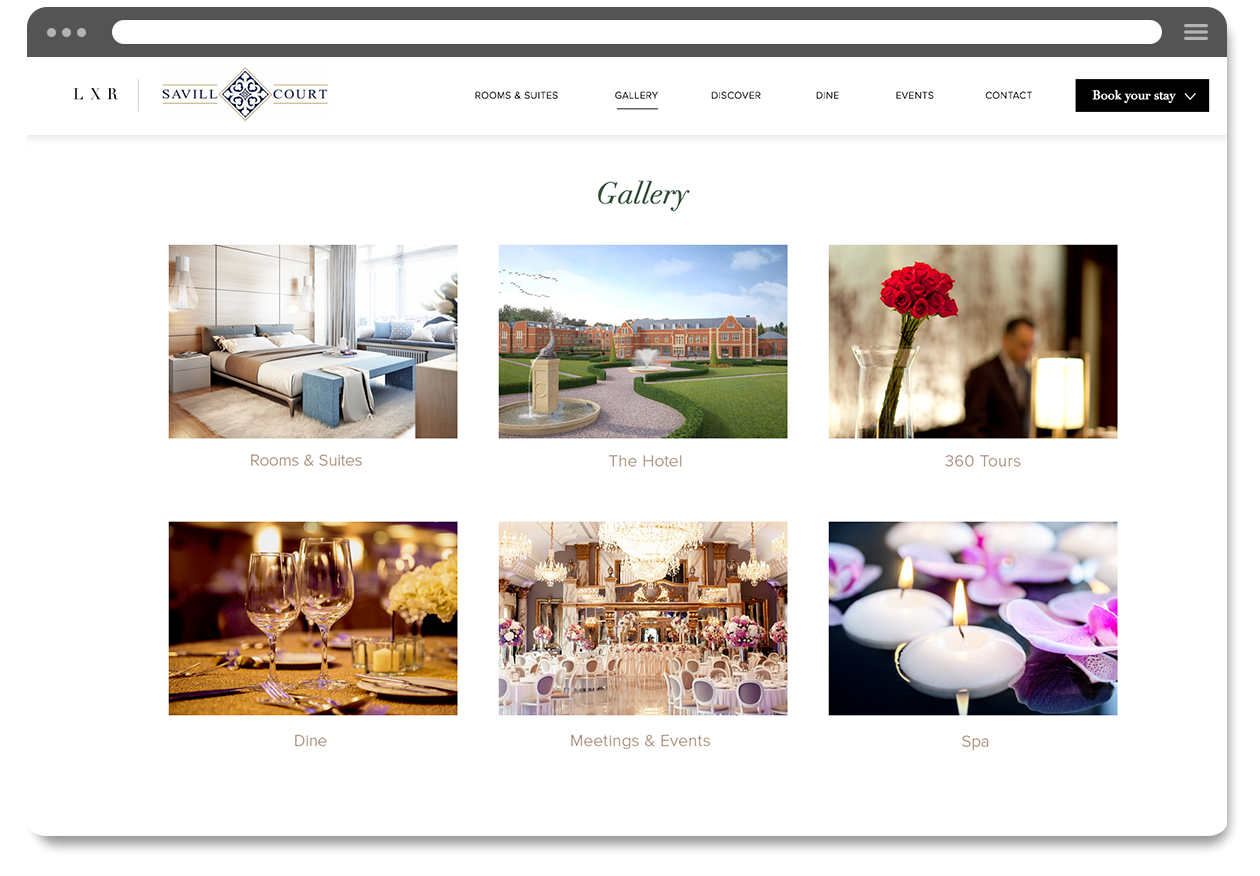 L X R
SAVILL COURT
ROOMS & SUITES
GALLERY
DISCOVER
DINE
EVENTS
CONTACT
Book your stay
Gallery
Rooms & Suites
The Hotel
360 Tours
Dine
Meetings & Events
Spa